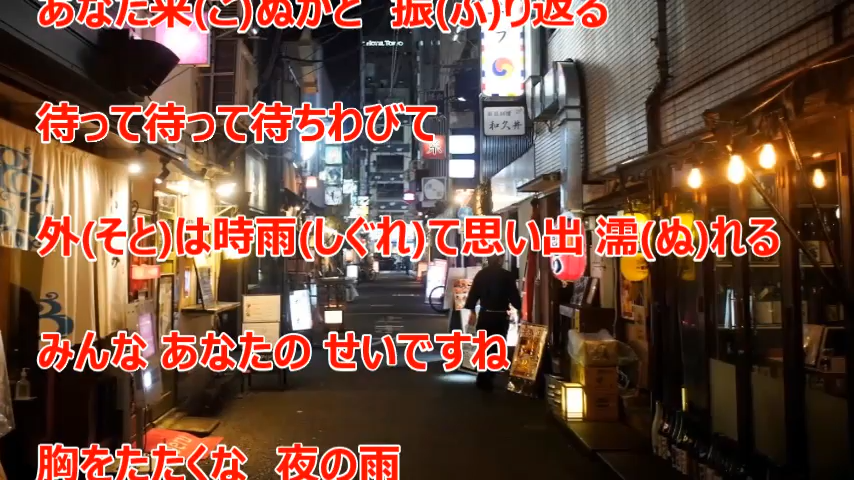 あなた来(こ)ぬかと 振(ふ)り返る
待って待って待ちわびて
和久井
外(そと)は時雨(しぐれ)て思い出 濡(ぬ)れる
みんな あなたの せいですね
胸をたたくな 夜の雨